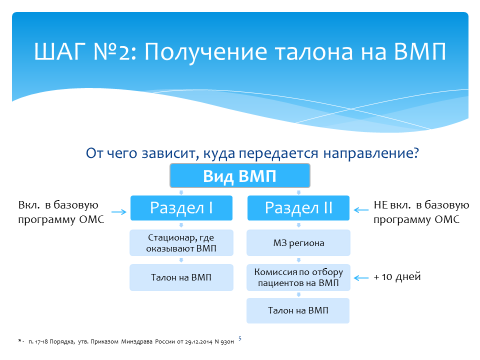 ШАГ №2: Получение талона на ВМП
От чего зависит, куда передается направление?
Вид ВМП
Вкл. в базовую
программу ОМС
Раздел I
Раздел II
НЕ вкл. в базовую
программу ОМС
Стационар, где
оказывают ВМП
МЗ региона
Талон на ВМП
Комиссия по отбору
пациентов на ВМП
+ 10 дней
Талон на ВМП
* - п. 17-18 Порядка, утв. Приказом Минздрава России от 29.12.2014 N 930н
5